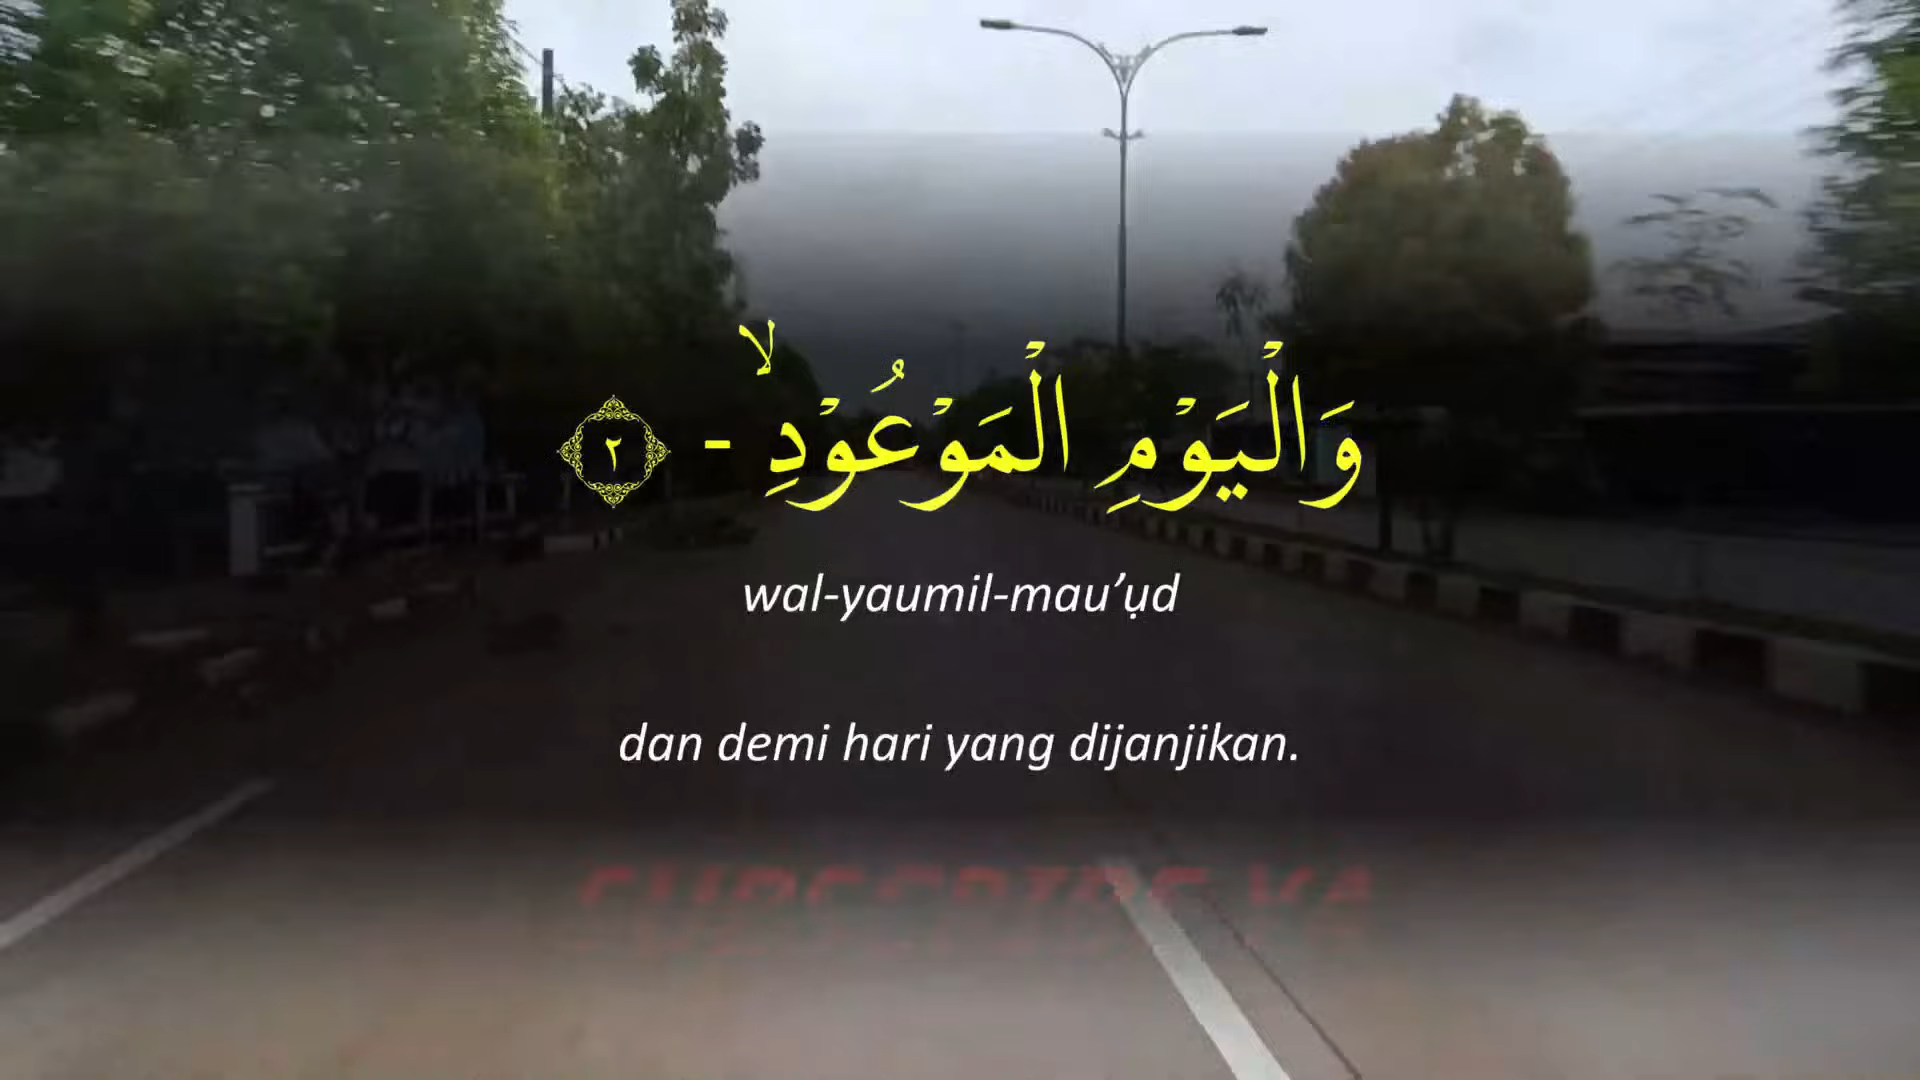 وَالْيَوْمِ الْمَوْعُوْدِۙ - ٢
wal-yaumil-mau’ụd
dan demi hari yang dijanjikan.